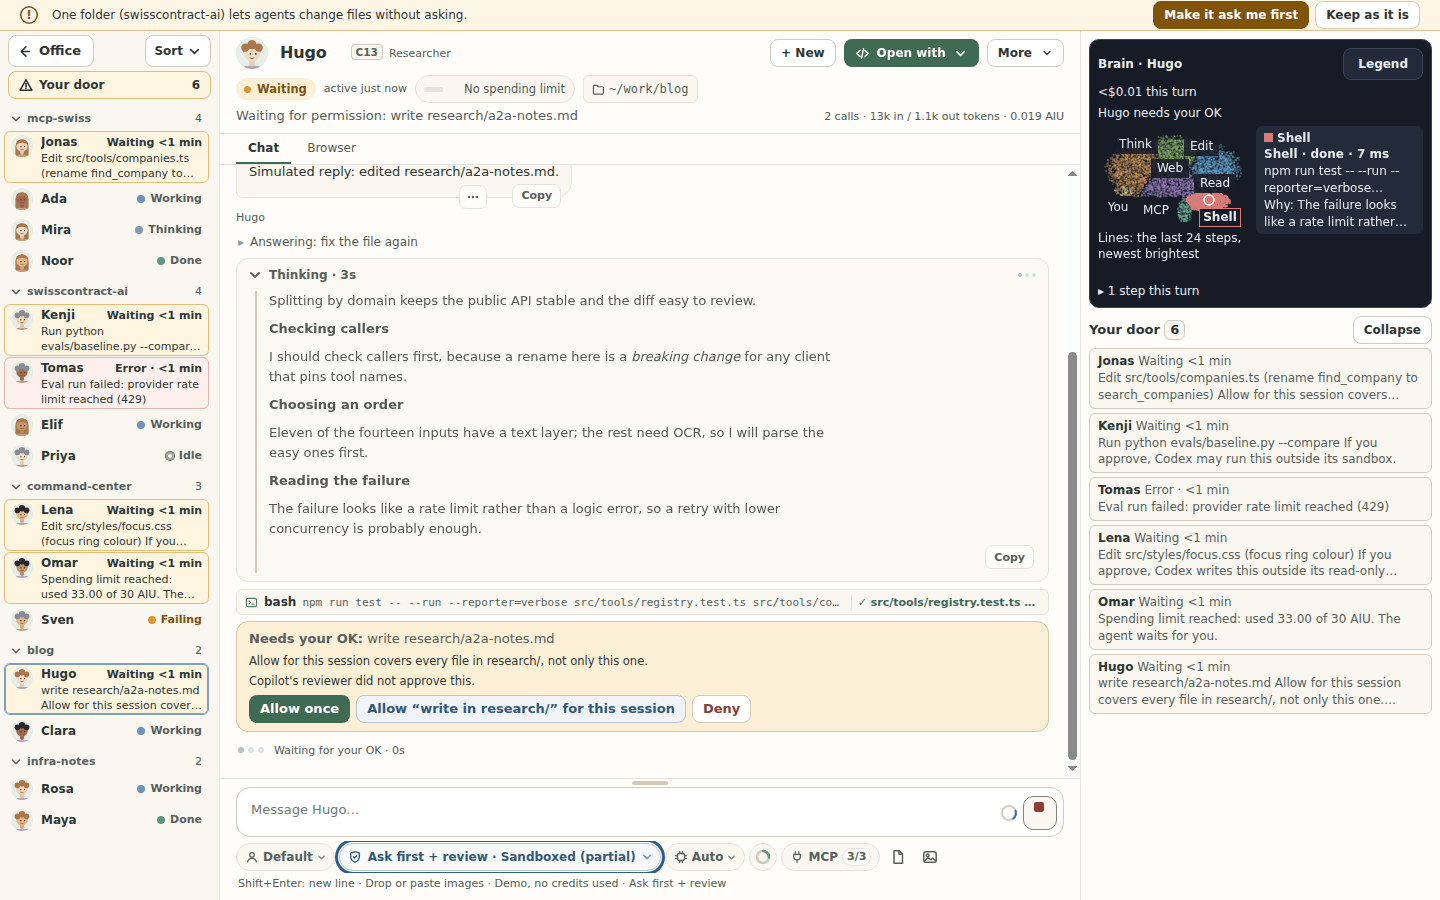 One folder (swisscontract-ai) lets agents change files without asking.
Make it ask me first
Keep as it is
Office
Sort
Your door 6
mcp-swiss 4
Jonas Waiting <1 min
Edit src/tools/companies.ts
(rename find_company to…
Ada Working
Mira Thinking
Noor Done
swisscontract-ai 4
Kenji Waiting <1 min
Run python
evals/baseline.py --compar…
Tomas Error · <1 min
Eval run failed: provider rate
limit reached (429)
Elif Working
Priya Idle
command-center 3
Lena Waiting <1 min
Edit src/styles/focus.css
(focus ring colour) If you…
Omar Waiting <1 min
Spending limit reached:
used 33.00 of 30 AIU. The…
Sven Failing
blog 2
Hugo Waiting <1 min
write research/a2a-notes.md
Allow for this session cover…
Clara Working
infra-notes 2
Rosa Working
Maya Done
Hugo C13 Researcher
+ New
Open with
More
Waiting active just now No spending limit ~/work/blog
Waiting for permission: write research/a2a-notes.md
2 calls · 13k in / 1.1k out tokens · 0.019 AIU
Chat Browser
Simulated reply: edited research/a2a-notes.md.
… Copy
Hugo
▸ Answering: fix the file again
Thinking · 3s
Splitting by domain keeps the public API stable and the diff easy to review.
Checking callers
I should check callers first, because a rename here is a breaking change for any client
that pins tool names.
Choosing an order
Eleven of the fourteen inputs have a text layer; the rest need OCR, so I will parse the
easy ones first.
Reading the failure
The failure looks like a rate limit rather than a logic error, so a retry with lower
concurrency is probably enough.
Copy
bash npm run test -- --run --reporter=verbose src/tools/registry.test.ts src/tools/co… ✓ src/tools/registry.test.ts …
Needs your OK: write research/a2a-notes.md
Allow for this session covers every file in research/, not only this one.
Copilot's reviewer did not approve this.
Allow once
Allow “write in research/” for this session
Deny
Waiting for your OK · 0s
Message Hugo…
Default
Ask first + review · Sandboxed (partial)
Auto
MCP 3/3
Shift+Enter: new line · Drop or paste images · Demo, no credits used · Ask first + review
Brain · Hugo
Legend
<$0.01 this turn
Hugo needs your OK
Think
Edit
Web
Read
You
MCP
Shell
Lines: the last 24 steps,
newest brightest
Shell
Shell · done · 7 ms
npm run test -- --run --
reporter=verbose…
Why: The failure looks
like a rate limit rather…
▸ 1 step this turn
Your door 6
Collapse
Jonas Waiting <1 min
Edit src/tools/companies.ts (rename find_company to
search_companies) Allow for this session covers…
Kenji Waiting <1 min
Run python evals/baseline.py --compare If you
approve, Codex may run this outside its sandbox.
Tomas Error · <1 min
Eval run failed: provider rate limit reached (429)
Lena Waiting <1 min
Edit src/styles/focus.css (focus ring colour) If you
approve, Codex writes this outside its read-only…
Omar Waiting <1 min
Spending limit reached: used 33.00 of 30 AIU. The
agent waits for you.
Hugo Waiting <1 min
write research/a2a-notes.md Allow for this session
covers every file in research/, not only this one.…